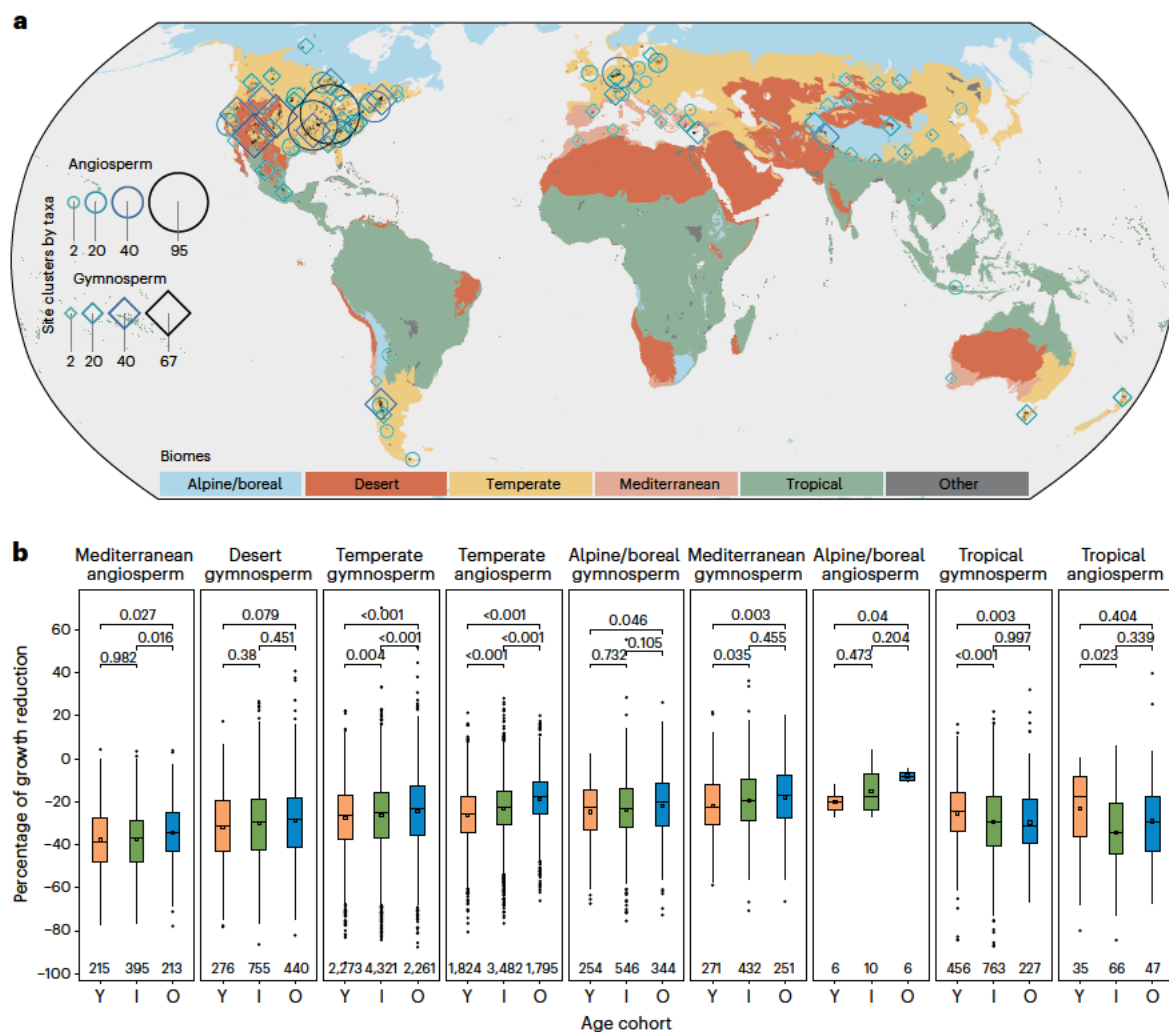 a
Angiosperm
2 20 40 95
Gymnosperm
2 20 40 67
Site clusters by taxa
Biomes
Alpine/boreal Desert Temperate Mediterranean Tropical Other
b
Mediterranean angiosperm
Desert gymnosperm
Temperate gymnosperm
Temperate angiosperm
Alpine/boreal gymnosperm
Mediterranean gymnosperm
Alpine/boreal angiosperm
Tropical gymnosperm
Tropical angiosperm
0.027 0.079 <0.001 <0.001 0.046 0.003 0.04 0.003 0.404
0.016 0.451 <0.001 <0.001 0.105 0.455 0.204 0.997 0.339
0.982 0.38 0.004 <0.001 0.732 0.035 0.473 <0.001 0.023
Percentage of growth reduction
60
40
20
0
−20
−40
−60
−80
−100
215 395 213 276 755 440 2,273 4,321 2,261 1,824 3,482 1,795 254 546 344 271 432 251 6 10 6 456 763 227 35 66 47
Y I O Y I O Y I O Y I O Y I O Y I O Y I O Y I O Y I O
Age cohort